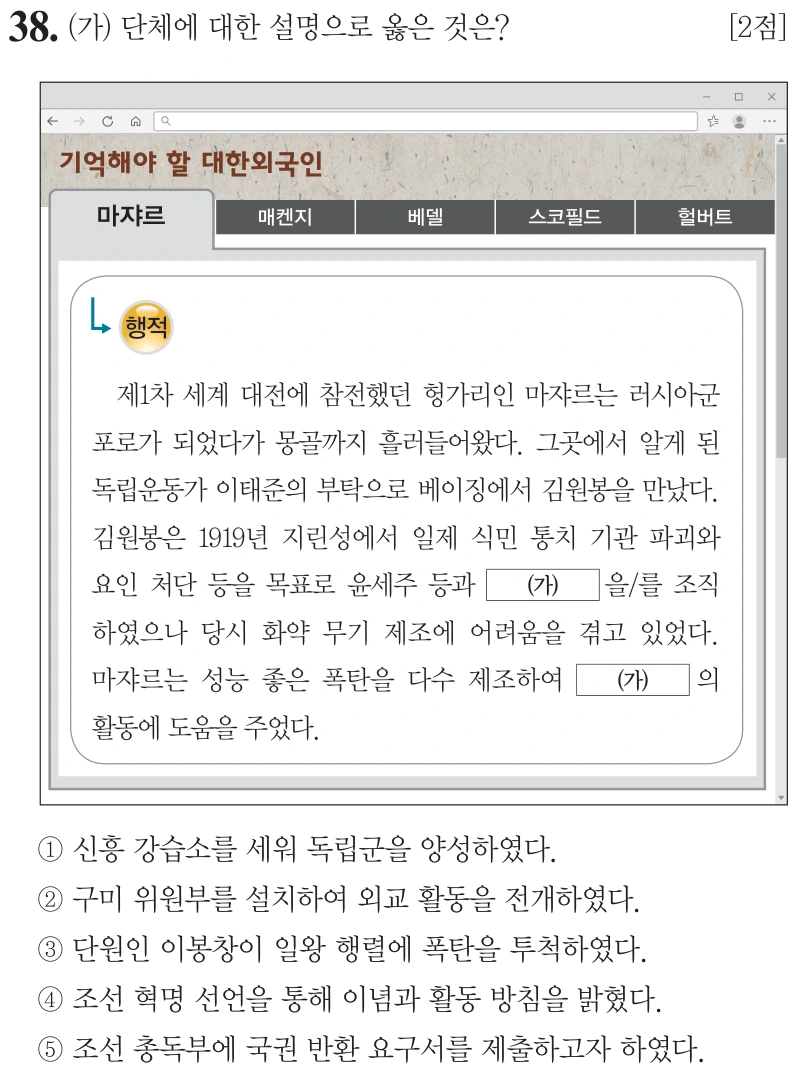 38. (가) 단체에 대한 설명으로 옳은 것은? [2점]
기억해야 할 대한외국인
마쟈르 매켄지 베델 스코필드 헐버트
행적
제1차 세계 대전에 참전했던 헝가리인 마쟈르는 러시아군
포로가 되었다가 몽골까지 흘러들어왔다. 그곳에서 알게 된
독립운동가 이태준의 부탁으로 베이징에서 김원봉을 만났다.
김원봉은 1919년 지린성에서 일제 식민 통치 기관 파괴와
요인 처단 등을 목표로 윤세주 등과 (가) 을/를 조직
하였으나 당시 화약 무기 제조에 어려움을 겪고 있었다.
마쟈르는 성능 좋은 폭탄을 다수 제조하여 (가) 의
활동에 도움을 주었다.
① 신흥 강습소를 세워 독립군을 양성하였다.
② 구미 위원부를 설치하여 외교 활동을 전개하였다.
③ 단원인 이봉창이 일왕 행렬에 폭탄을 투척하였다.
④ 조선 혁명 선언을 통해 이념과 활동 방침을 밝혔다.
⑤ 조선 총독부에 국권 반환 요구서를 제출하고자 하였다.